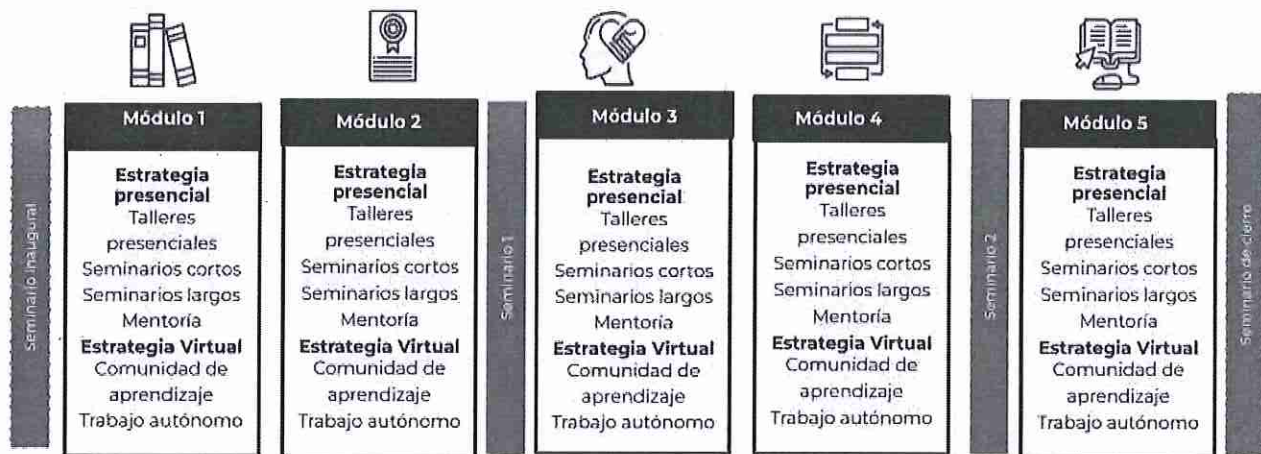 Seminario inaugural
Módulo 1
Estrategia
presencial
Talleres
presenciales
Seminarios cortos
Seminarios largos
Mentoría
Estrategia Virtual
Comunidad de
aprendizaje
Trabajo autónomo
Módulo 2
Estrategia
presencial
Talleres
presenciales
Seminarios cortos
Seminarios largos
Mentoría
Estrategia Virtual
Comunidad de
aprendizaje
Trabajo autónomo
Seminario 1
Módulo 3
Estrategia
presencial
Talleres
presenciales
Seminarios cortos
Seminarios largos
Mentoría
Estrategia Virtual
Comunidad de
aprendizaje
Trabajo autónomo
Módulo 4
Estrategia
presencial
Talleres
presenciales
Seminarios cortos
Seminarios largos
Mentoría
Estrategia Virtual
Comunidad de
aprendizaje
Trabajo autónomo
Seminario 2
Módulo 5
Estrategia
presencial
Talleres
presenciales
Seminarios cortos
Seminarios largos
Mentoría
Estrategia Virtual
Comunidad de
aprendizaje
Trabajo autónomo
Seminario de cierre